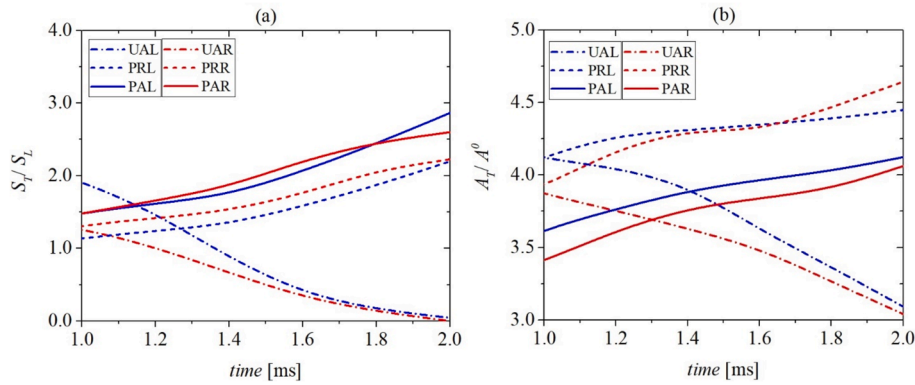 (a)
4.0
3.0
2.0
1.0
0.0
S_T/ S_L
UAL UAR
PRL PRR
PAL PAR
1.0 1.2 1.4 1.6 1.8 2.0
time [ms]
(b)
5.0
4.5
4.0
3.5
3.0
A_T/ A^0
UAL UAR
PRL PRR
PAL PAR
1.0 1.2 1.4 1.6 1.8 2.0
time [ms]